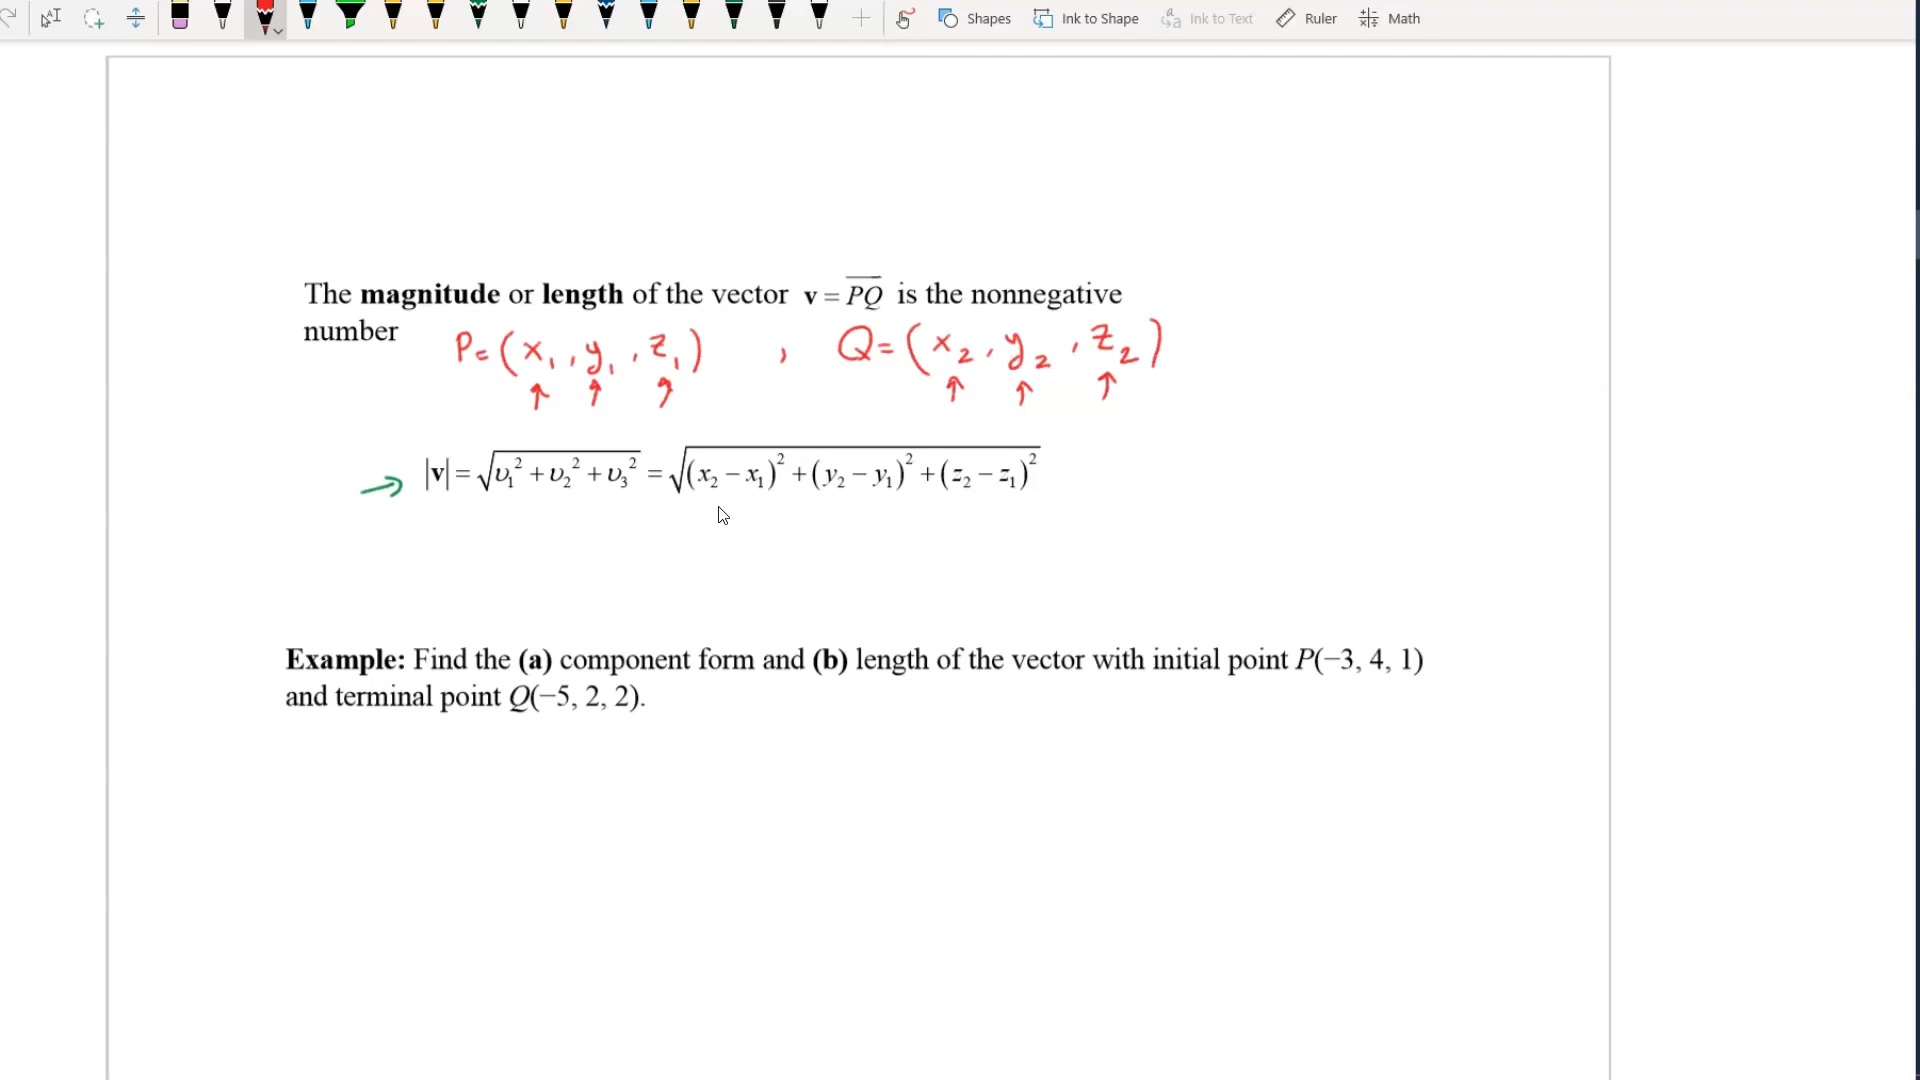 Shapes Ink to Shape Ink to Text Ruler Math
The magnitude or length of the vector v = PQ is the nonnegative
number
P= (x₁, y₁, z₁) , Q= (x₂, y₂, z₂)
|v| = √(υ₁² + υ₂² + υ₃²) = √((x₂ − x₁)² + (y₂ − y₁)² + (z₂ − z₁)²)
Example: Find the (a) component form and (b) length of the vector with initial point P(−3, 4, 1)
and terminal point Q(−5, 2, 2).